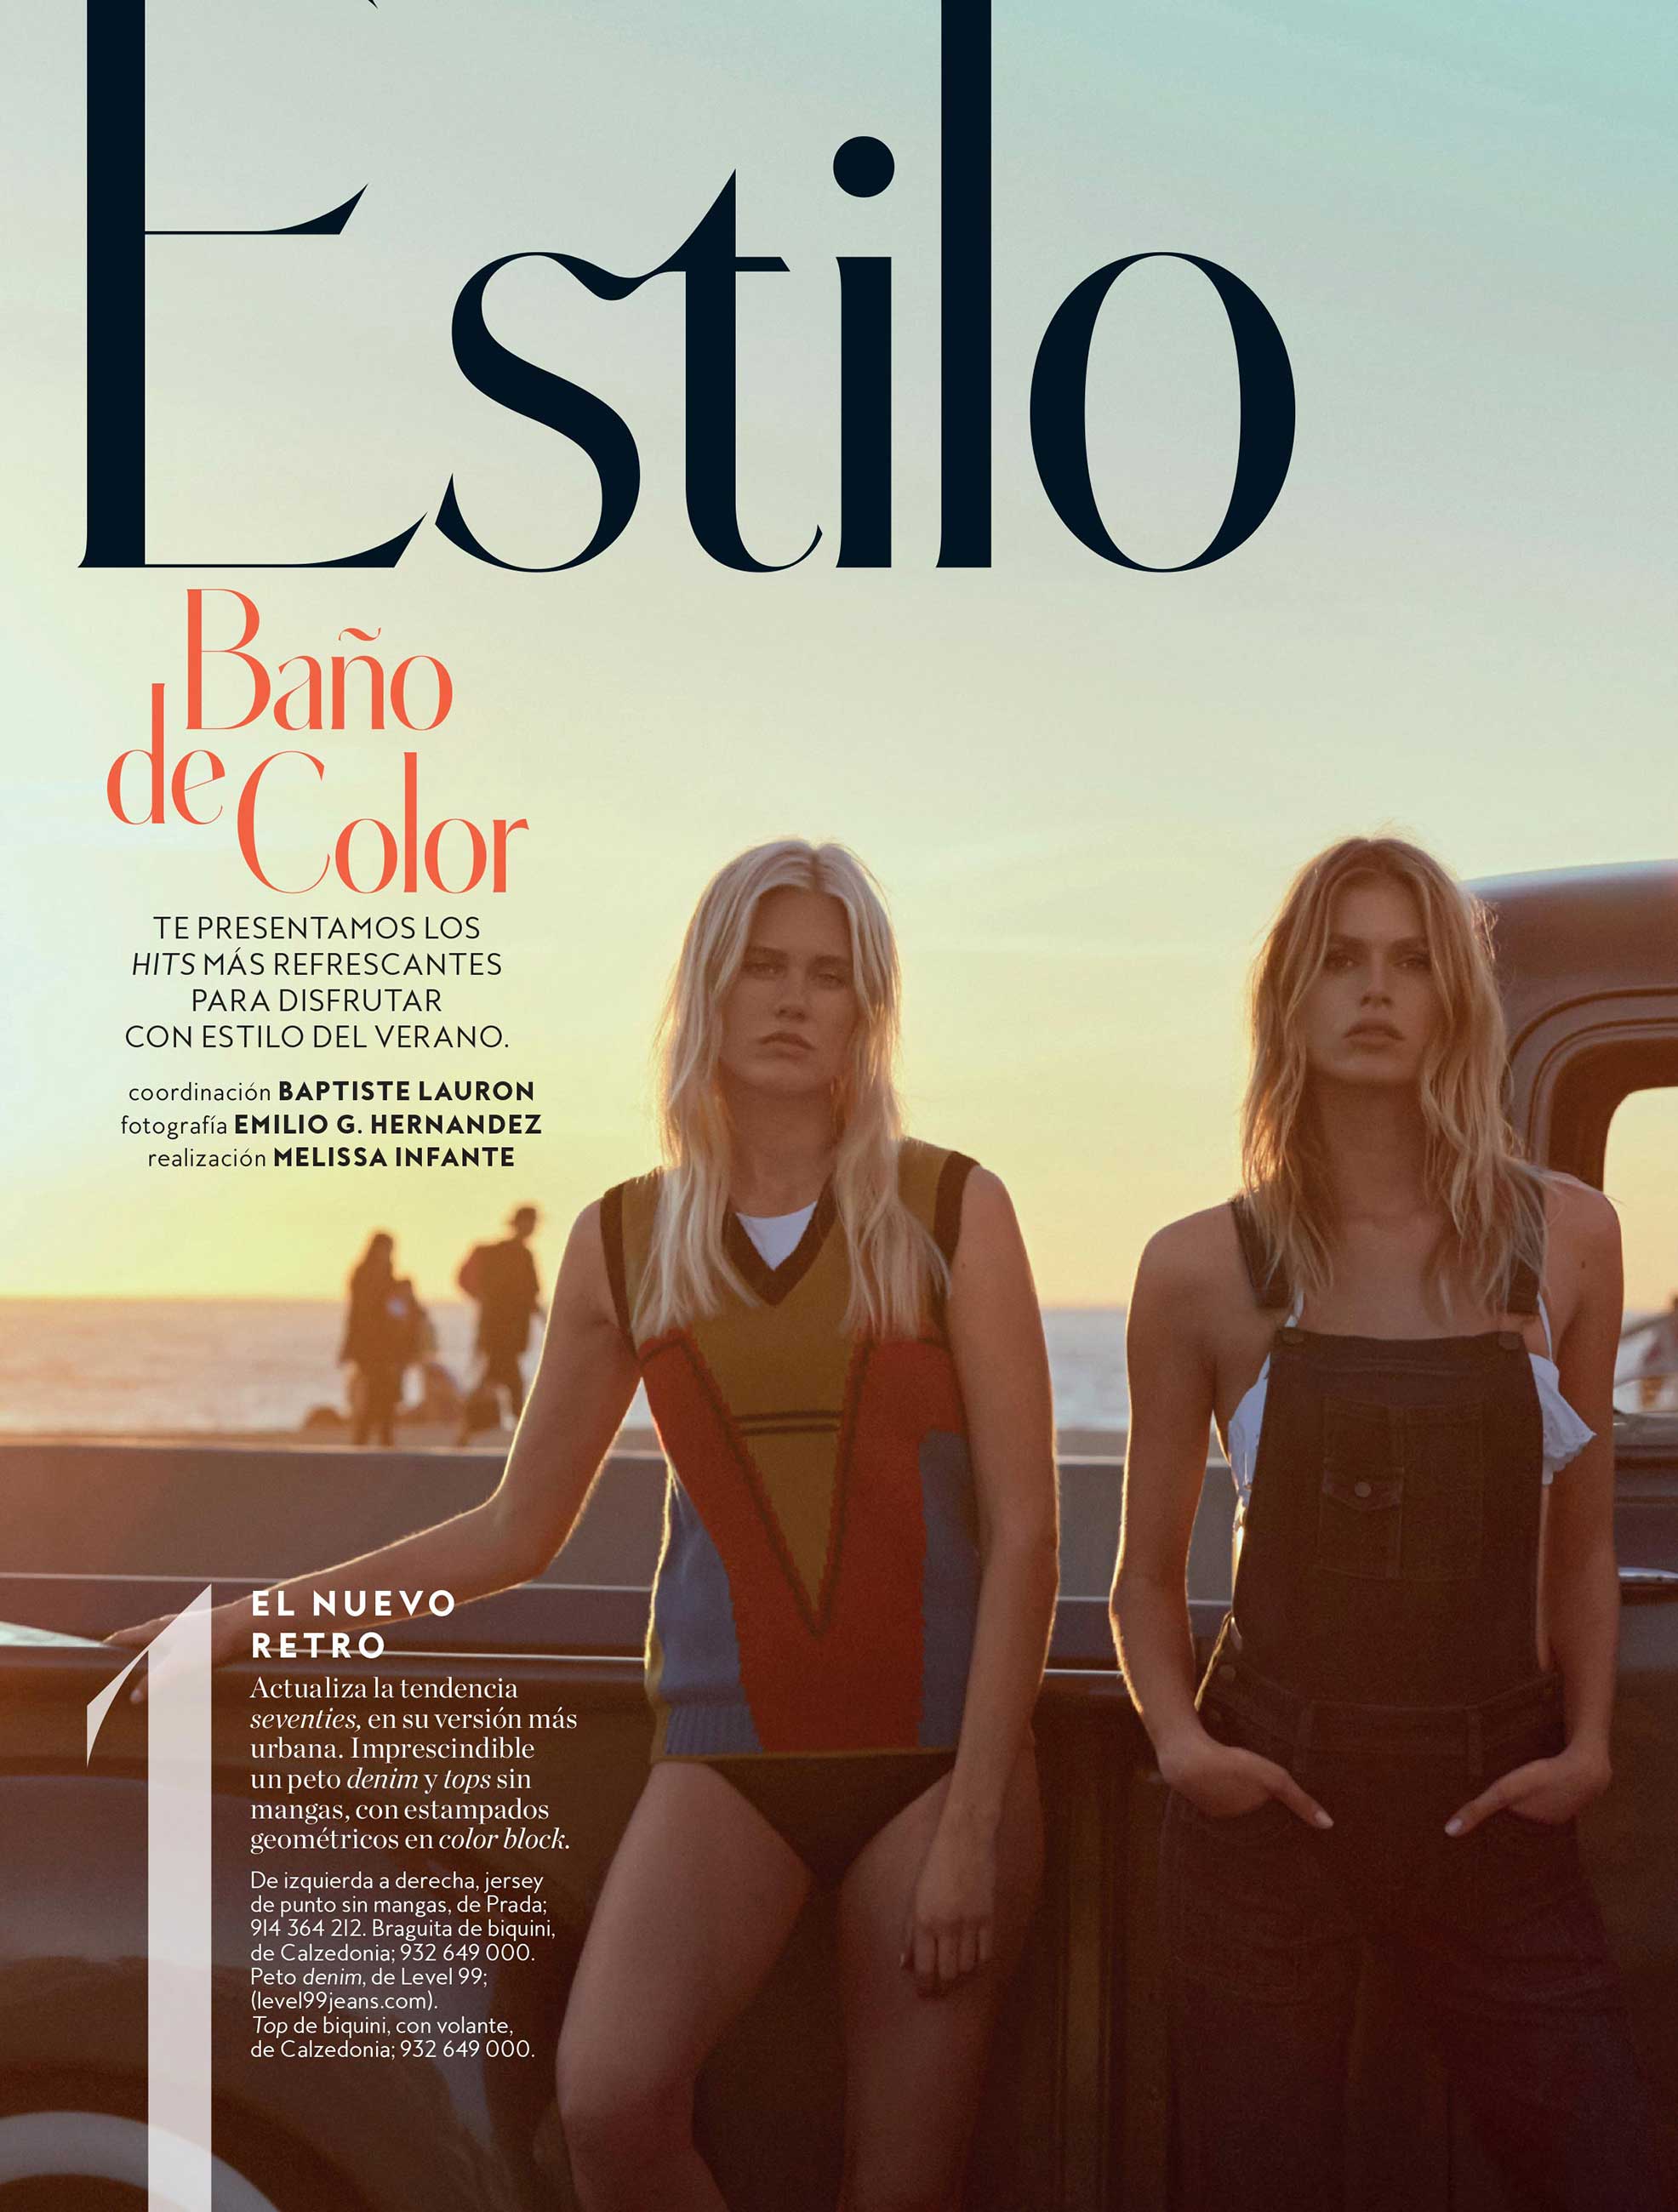 Estilo
Baño
de Color
TE PRESENTAMOS LOS
HITS MÁS REFRESCANTES
PARA DISFRUTAR
CON ESTILO DEL VERANO.
coordinación BAPTISTE LAURON
fotografía EMILIO G. HERNANDEZ
realización MELISSA INFANTE
1
EL NUEVO
RETRO
Actualiza la tendencia
seventies, en su versión más
urbana. Imprescindible
un peto denim y tops sin
mangas, con estampados
geométricos en color block.
De izquierda a derecha, jersey
de punto sin mangas, de Prada;
914 364 212. Braguita de biquini,
de Calzedonia; 932 649 000.
Peto denim, de Level 99;
(level99jeans.com).
Top de biquini, con volante,
de Calzedonia; 932 649 000.